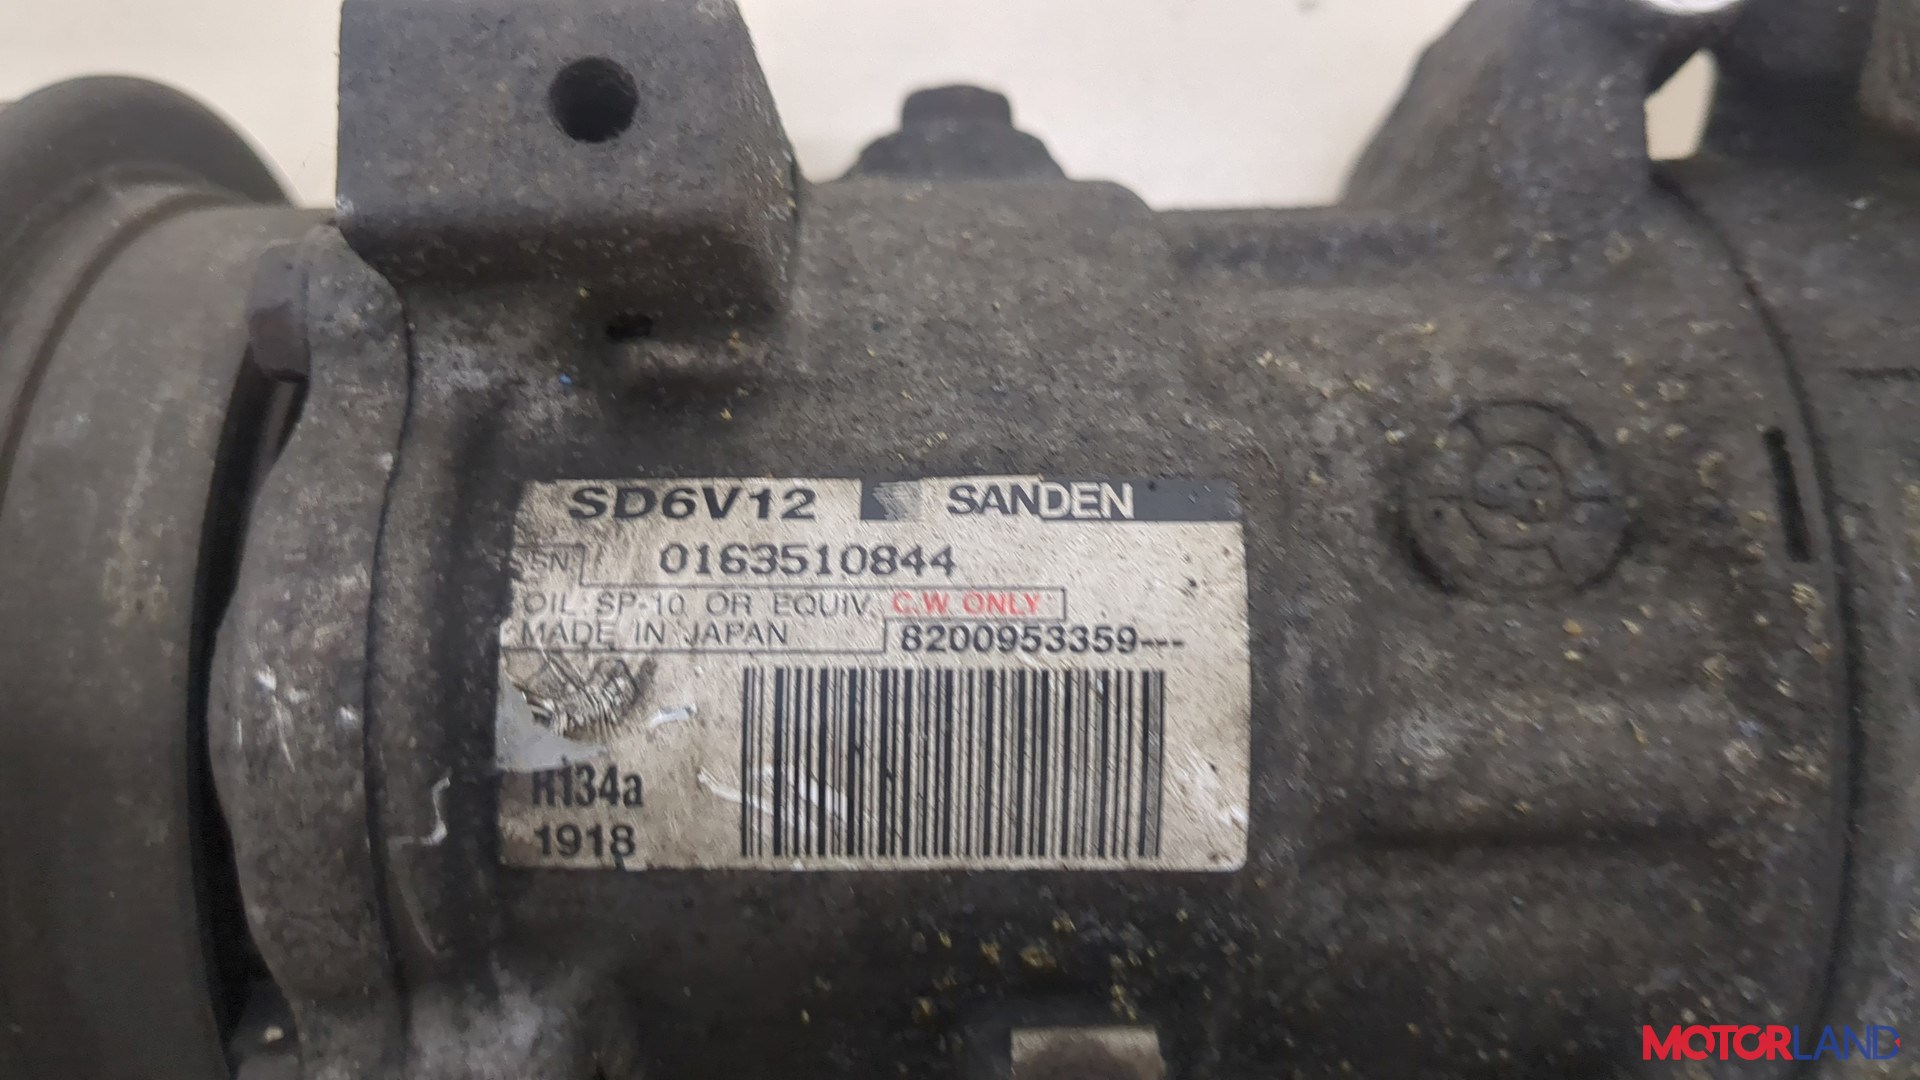 SD6V12 SANDEN
SN 0163510844
OIL SP-10 OR EQUIV. C.W ONLY
MADE IN JAPAN 8200953359---
R134a
1918
MOTORLAND